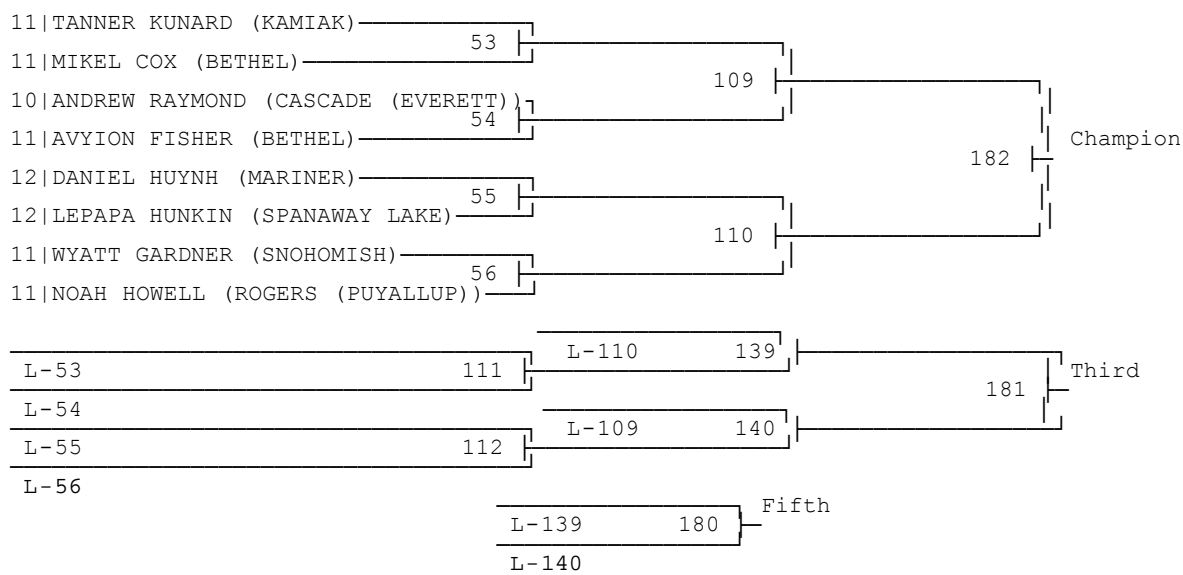 11|TANNER KUNARD (KAMIAK)
53
11|MIKEL COX (BETHEL)
109
10|ANDREW RAYMOND (CASCADE (EVERETT))
54
11|AVYION FISHER (BETHEL)
Champion
182
12|DANIEL HUYNH (MARINER)
55
12|LEPAPA HUNKIN (SPANAWAY LAKE)
110
11|WYATT GARDNER (SNOHOMISH)
56
11|NOAH HOWELL (ROGERS (PUYALLUP))
L-110 139
L-53 111 Third
181
L-54
L-109 140
L-55 112
L-56
Fifth
L-139 180
L-140